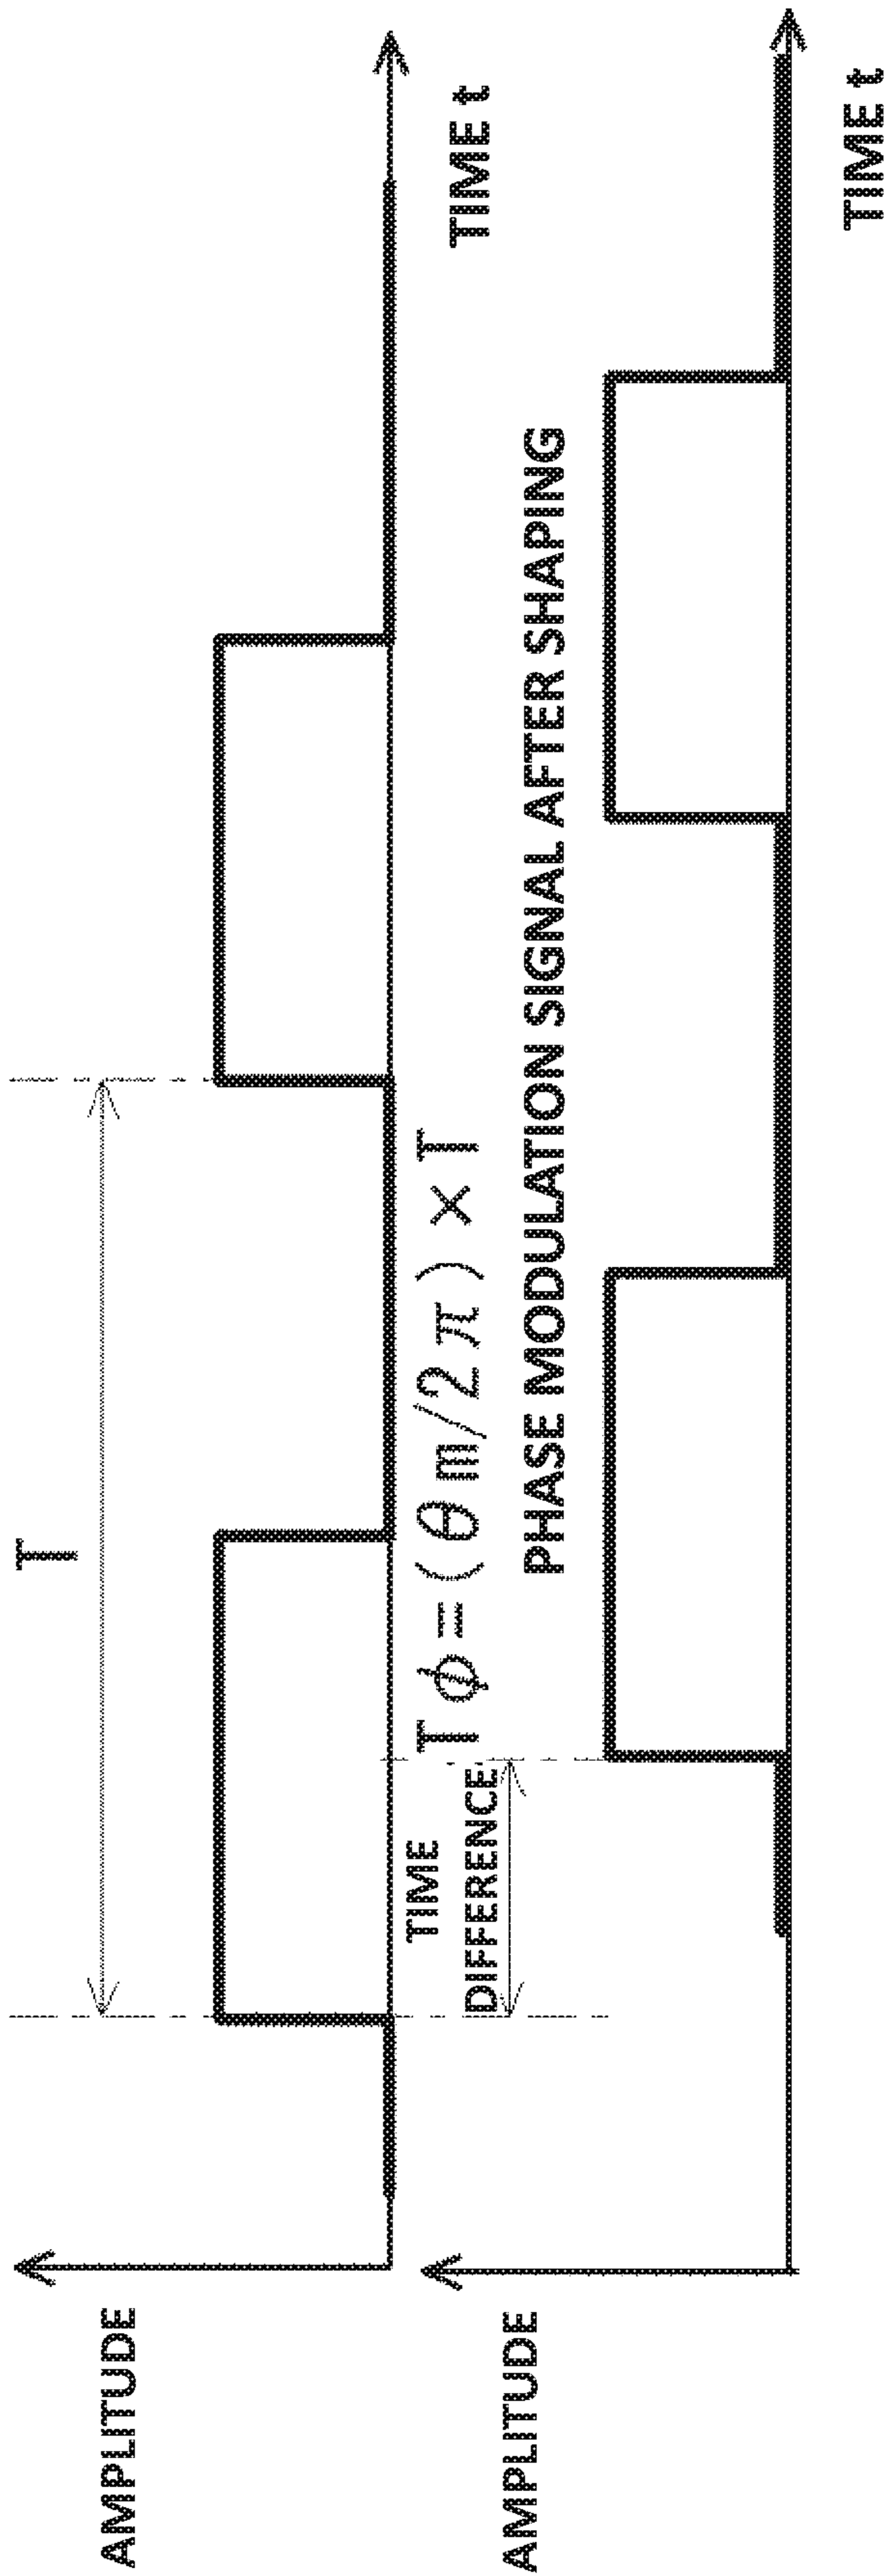 T
AMPLITUDE
TIME t
TIME
DIFFERENCE
Tϕ=(θm/2π)×T
PHASE MODULATION SIGNAL AFTER SHAPING
AMPLITUDE
TIME t